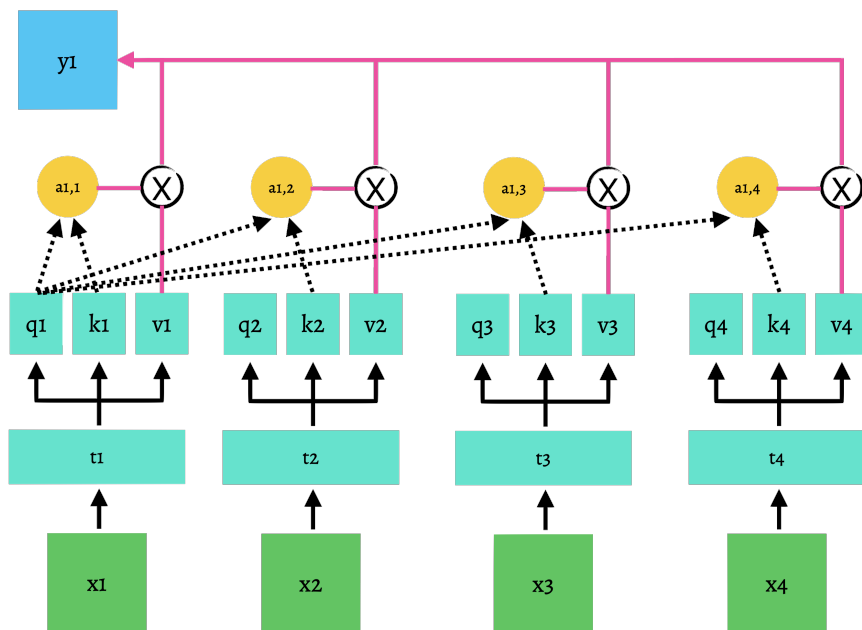 y1
a1,1 X a1,2 X a1,3 X a1,4 X
q1 k1 v1 q2 k2 v2 q3 k3 v3 q4 k4 v4
t1 t2 t3 t4
x1 x2 x3 x4